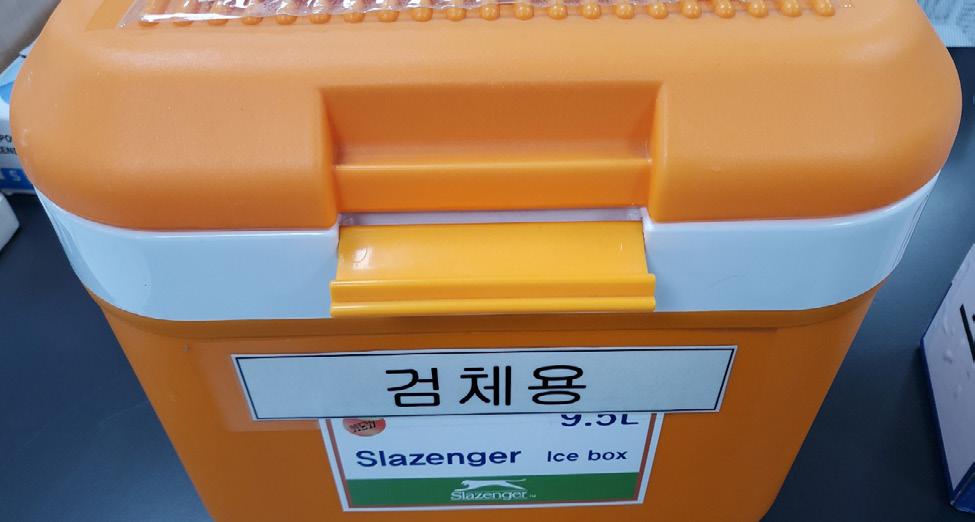 검체용
9.5L
Slazenger Ice box
Slazenger